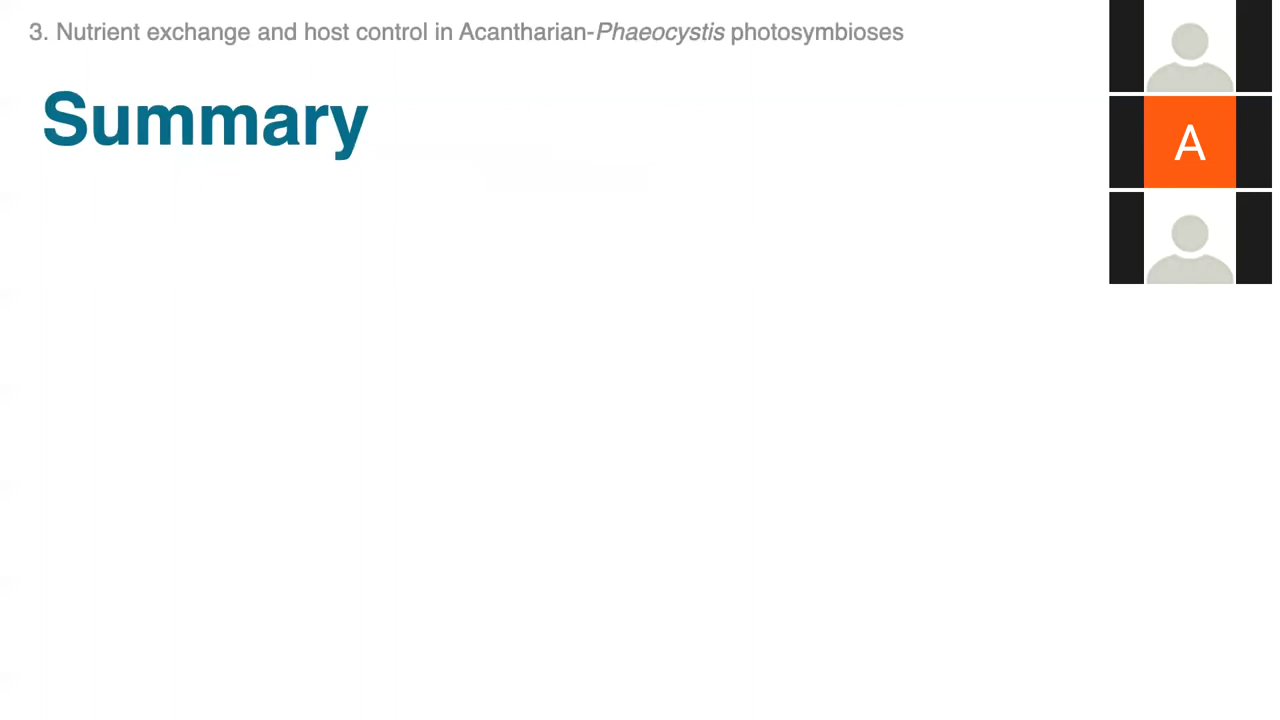 3. Nutrient exchange and host control in Acantharian-Phaeocystis photosymbioses
Summary
A